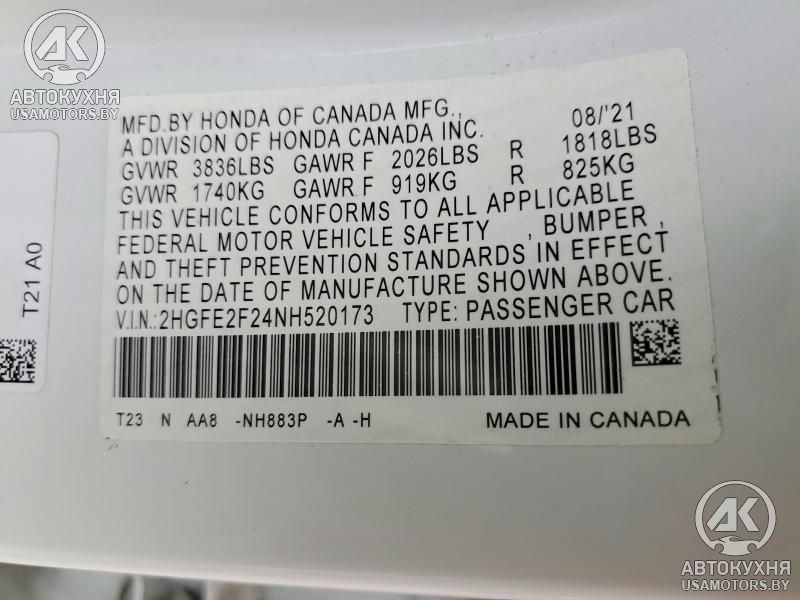 AK
АВТОКУХНЯ
USAMOTORS.BY
T21 A0
MFD.BY HONDA OF CANADA MFG., 08/'21
A DIVISION OF HONDA CANADA INC.
GVWR 3836LBS GAWR F 2026LBS R 1818LBS
GVWR 1740KG GAWR F 919KG R 825KG
THIS VEHICLE CONFORMS TO ALL APPLICABLE
FEDERAL MOTOR VEHICLE SAFETY , BUMPER ,
AND THEFT PREVENTION STANDARDS IN EFFECT
ON THE DATE OF MANUFACTURE SHOWN ABOVE.
V.I.N.:2HGFE2F24NH520173 TYPE: PASSENGER CAR
T23 N AA8 -NH883P -A -H MADE IN CANADA
AK
АВТОКУХНЯ
USAMOTORS.BY